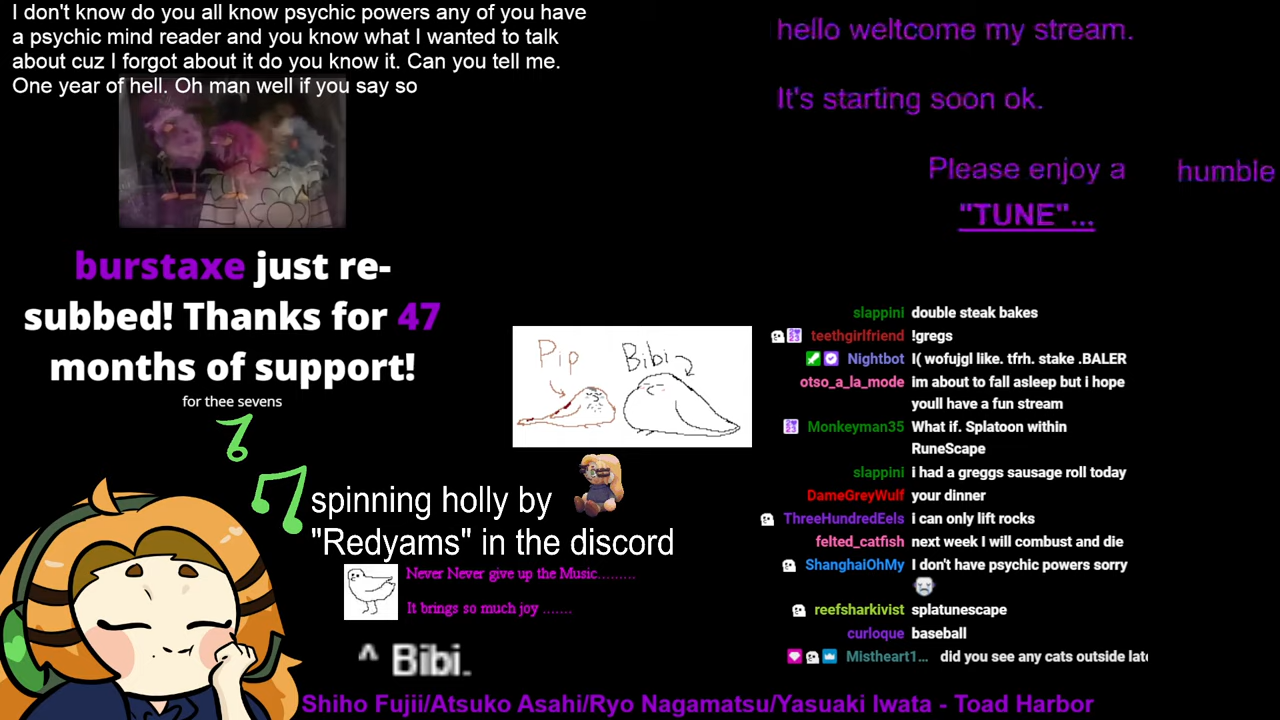 I don't know do you all know psychic powers any of you have
a psychic mind reader and you know what I wanted to talk
about cuz I forgot about it do you know it. Can you tell me.
One year of hell. Oh man well if you say so
hello weltcome my stream.
It's starting soon ok.
Please enjoy a humble
"TUNE"...
burstaxe just re-
subbed! Thanks for 47
months of support!
for thee sevens
Pip
Bibi
spinning holly by
"Redyams" in the discord
Never Never give up the Music.........
It brings so much joy .......
^ Bibi.
slappini double steak bakes
teethgirlfriend !gregs
Nightbot I( wofujgl like. tfrh. stake .BALER
otso_a_la_mode im about to fall asleep but i hope
youll have a fun stream
Monkeyman35 What if. Splatoon within
RuneScape
slappini i had a greggs sausage roll today
DameGreyWulf your dinner
ThreeHundredEels i can only lift rocks
felted_catfish next week I will combust and die
ShanghaiOhMy I don't have psychic powers sorry
reefsharkivist splatunescape
curloque baseball
Mistheart1... did you see any cats outside late
Shiho Fujii/Atsuko Asahi/Ryo Nagamatsu/Yasuaki Iwata - Toad Harbor